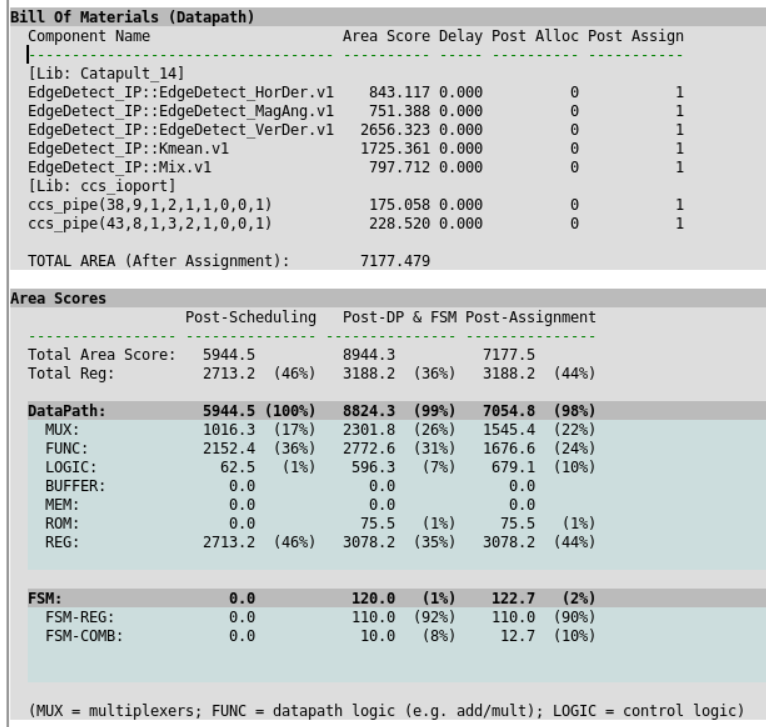 Bill Of Materials (Datapath)
Component Name Area Score Delay Post Alloc Post Assign
----------------------------------- ---------- ----- ---------- -----------
[Lib: Catapult_14]
EdgeDetect_IP::EdgeDetect_HorDer.v1 843.117 0.000 0 1
EdgeDetect_IP::EdgeDetect_MagAng.v1 751.388 0.000 0 1
EdgeDetect_IP::EdgeDetect_VerDer.v1 2656.323 0.000 0 1
EdgeDetect_IP::Kmean.v1 1725.361 0.000 0 1
EdgeDetect_IP::Mix.v1 797.712 0.000 0 1
[Lib: ccs_ioport]
ccs_pipe(38,9,1,2,1,1,0,0,1) 175.058 0.000 0 1
ccs_pipe(43,8,1,3,2,1,0,0,1) 228.520 0.000 0 1
TOTAL AREA (After Assignment): 7177.479
Area Scores
Post-Scheduling Post-DP & FSM Post-Assignment
----------------- --------------- --------------- ---------------
Total Area Score: 5944.5 8944.3 7177.5
Total Reg: 2713.2 (46%) 3188.2 (36%) 3188.2 (44%)
DataPath: 5944.5 (100%) 8824.3 (99%) 7054.8 (98%)
MUX: 1016.3 (17%) 2301.8 (26%) 1545.4 (22%)
FUNC: 2152.4 (36%) 2772.6 (31%) 1676.6 (24%)
LOGIC: 62.5 (1%) 596.3 (7%) 679.1 (10%)
BUFFER: 0.0 0.0 0.0
MEM: 0.0 0.0 0.0
ROM: 0.0 75.5 (1%) 75.5 (1%)
REG: 2713.2 (46%) 3078.2 (35%) 3078.2 (44%)
FSM: 0.0 120.0 (1%) 122.7 (2%)
FSM-REG: 0.0 110.0 (92%) 110.0 (90%)
FSM-COMB: 0.0 10.0 (8%) 12.7 (10%)
(MUX = multiplexers; FUNC = datapath logic (e.g. add/mult); LOGIC = control logic)